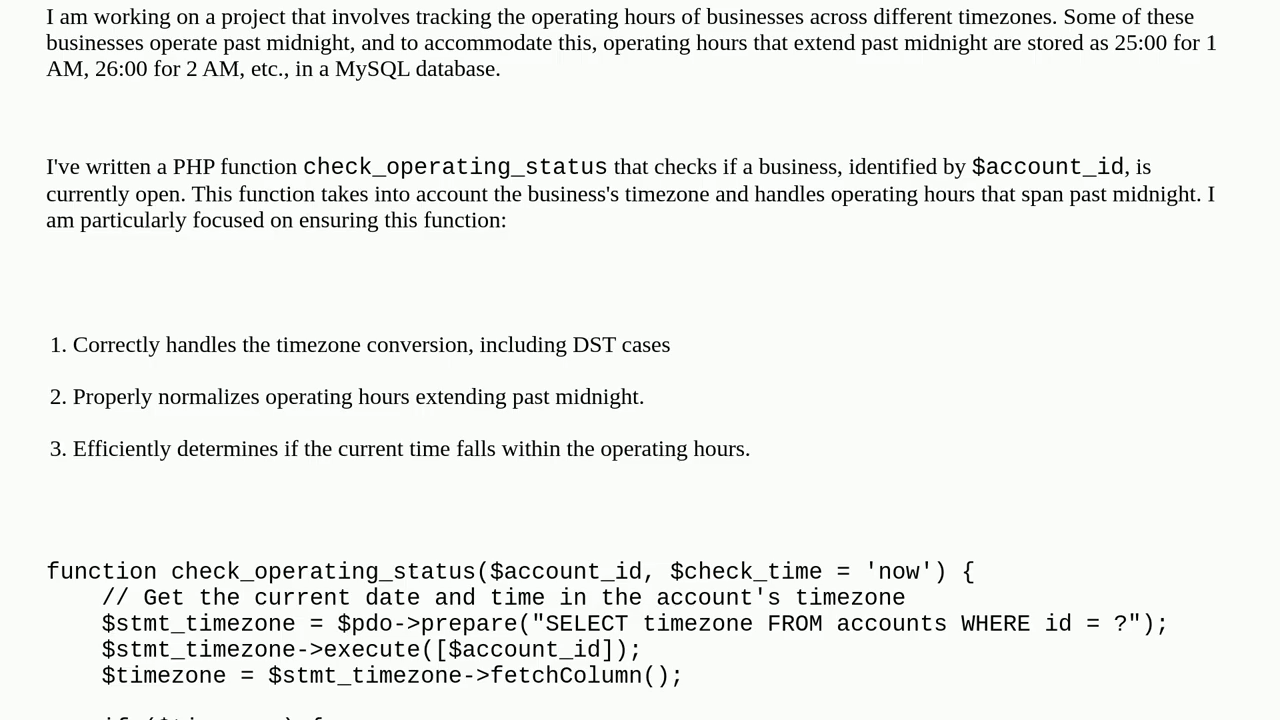 I am working on a project that involves tracking the operating hours of businesses across different timezones. Some of these
businesses operate past midnight, and to accommodate this, operating hours that extend past midnight are stored as 25:00 for 1
AM, 26:00 for 2 AM, etc., in a MySQL database.
I've written a PHP function check_operating_status that checks if a business, identified by $account_id, is
currently open. This function takes into account the business's timezone and handles operating hours that span past midnight. I
am particularly focused on ensuring this function:
1. Correctly handles the timezone conversion, including DST cases
2. Properly normalizes operating hours extending past midnight.
3. Efficiently determines if the current time falls within the operating hours.
function check_operating_status($account_id, $check_time = 'now') {
    // Get the current date and time in the account's timezone
    $stmt_timezone = $pdo->prepare("SELECT timezone FROM accounts WHERE id = ?");
    $stmt_timezone->execute([$account_id]);
    $timezone = $stmt_timezone->fetchColumn();